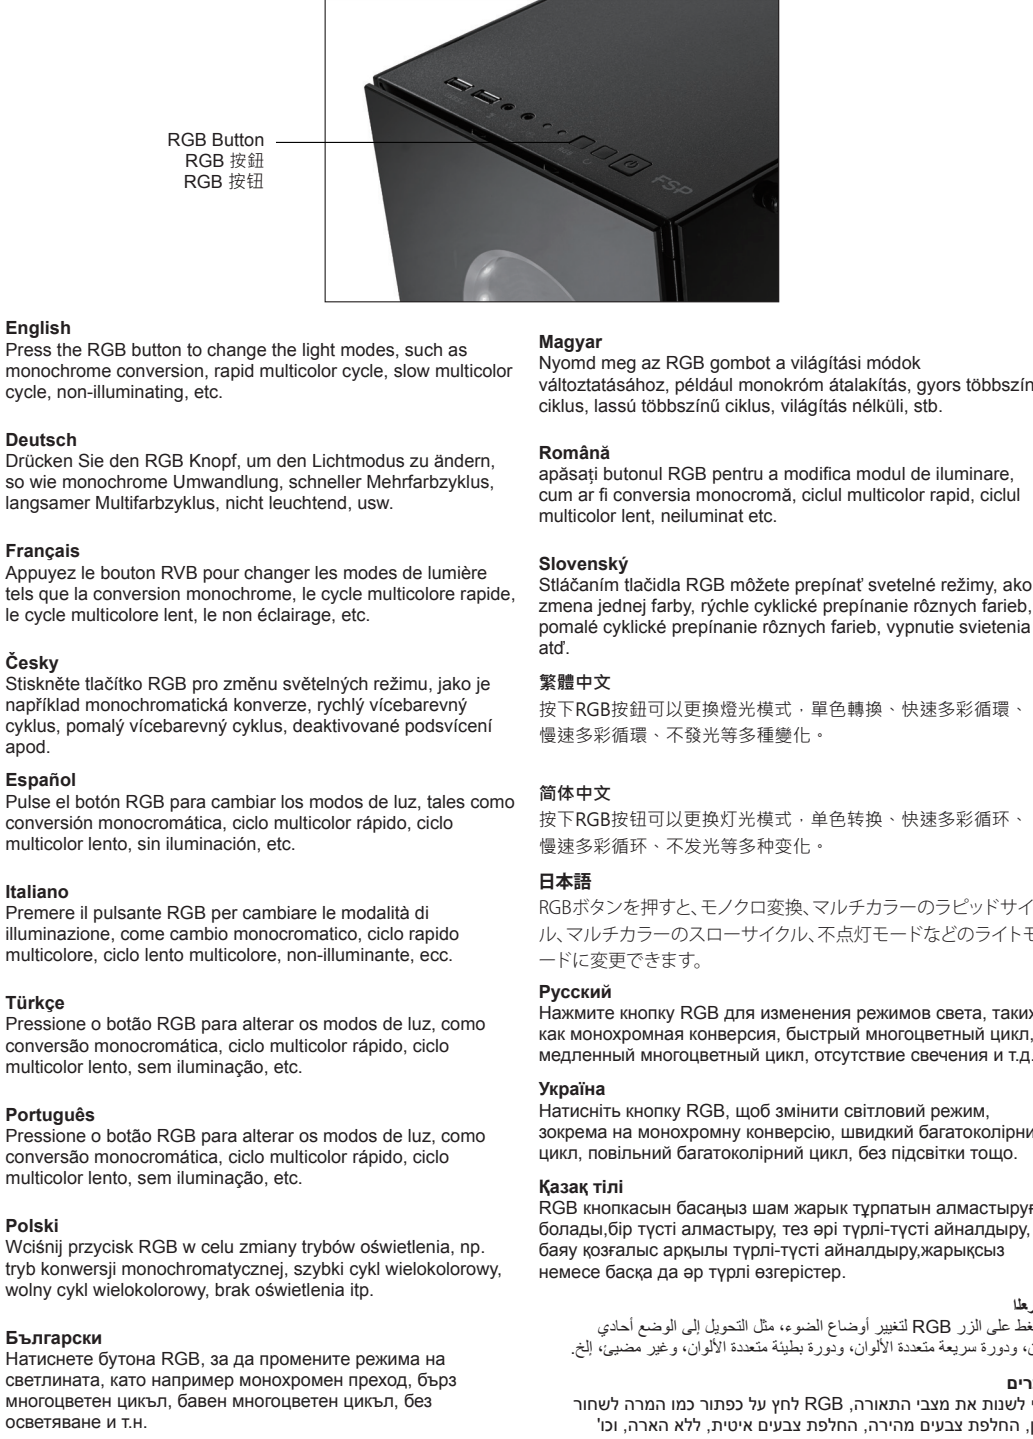 RGB Button
RGB 按鈕
RGB 按钮
FSP
English
Press the RGB button to change the light modes, such as
monochrome conversion, rapid multicolor cycle, slow multicolor
cycle, non-illuminating, etc.
Deutsch
Drücken Sie den RGB Knopf, um den Lichtmodus zu ändern,
so wie monochrome Umwandlung, schneller Mehrfarbzyklus,
langsamer Multifarbzyklus, nicht leuchtend, usw.
Français
Appuyez le bouton RVB pour changer les modes de lumière
tels que la conversion monochrome, le cycle multicolore rapide,
le cycle multicolore lent, le non éclairage, etc.
Česky
Stiskněte tlačítko RGB pro změnu světelných režimu, jako je
například monochromatická konverze, rychlý vícebarevný
cyklus, pomalý vícebarevný cyklus, deaktivované podsvícení
apod.
Español
Pulse el botón RGB para cambiar los modos de luz, tales como
conversión monocromática, ciclo multicolor rápido, ciclo
multicolor lento, sin iluminación, etc.
Italiano
Premere il pulsante RGB per cambiare le modalità di
illuminazione, come cambio monocromatico, ciclo rapido
multicolore, ciclo lento multicolore, non-illuminante, ecc.
Türkçe
Pressione o botão RGB para alterar os modos de luz, como
conversão monocromática, ciclo multicolor rápido, ciclo
multicolor lento, sem iluminação, etc.
Português
Pressione o botão RGB para alterar os modos de luz, como
conversão monocromática, ciclo multicolor rápido, ciclo
multicolor lento, sem iluminação, etc.
Polski
Wciśnij przycisk RGB w celu zmiany trybów oświetlenia, np.
tryb konwersji monochromatycznej, szybki cykl wielokolorowy,
wolny cykl wielokolorowy, brak oświetlenia itp.
Български
Натиснете бутона RGB, за да промените режима на
светлината, като например монохромен преход, бърз
многоцветен цикъл, бавен многоцветен цикъл, без
осветяване и т.н.
Magyar
Nyomd meg az RGB gombot a világítási módok
változtatásához, például monokróm átalakítás, gyors többszín
ciklus, lassú többszínű ciklus, világítás nélküli, stb.
Română
apăsați butonul RGB pentru a modifica modul de iluminare,
cum ar fi conversia monocromă, ciclul multicolor rapid, ciclul
multicolor lent, neiluminat etc.
Slovenský
Stláčaním tlačidla RGB môžete prepínať svetelné režimy, ako
zmena jednej farby, rýchle cyklické prepínanie rôznych farieb,
pomalé cyklické prepínanie rôznych farieb, vypnutie svietenia
atď.
繁體中文
按下RGB按鈕可以更換燈光模式，單色轉換、快速多彩循環、
慢速多彩循環、不發光等多種變化。
简体中文
按下RGB按钮可以更换灯光模式，单色转换、快速多彩循环、
慢速多彩循环、不发光等多种变化。
日本語
RGBボタンを押すと、モノクロ変換、マルチカラーのラピッドサイ
ル、マルチカラーのスローサイクル、不点灯モードなどのライトモ
ードに変更できます。
Русский
Нажмите кнопку RGB для изменения режимов света, таких
как монохромная конверсия, быстрый многоцветный цикл,
медленный многоцветный цикл, отсутствие свечения и т.д.
Україна
Натисніть кнопку RGB, щоб змінити світловий режим,
зокрема на монохромну конверсію, швидкий багатоколірни
цикл, повільний багатоколірний цикл, без підсвітки тощо.
Қазақ тілі
RGB кнопкасын басаңыз шам жарык тұрпатын алмастыруғ
болады,бір түсті алмастыру, тез әрі түрлі-түсті айналдыру,
баяу қозғалыс арқылы түрлі-түсті айналдыру,жарықсыз
немесе басқа да әр түрлі өзгерістер.
على الزر RGB لتغيير أوضاع الضوء، مثل التحويل إلى الوضع أحادي
ودورة سريعة متعددة الألوان، ودورة بطيئة متعددة الألوان، وغير مضيئ، إلخ.
לשנות את מצבי התאורה, RGB לחץ על כפתור כמו המרה לשחור
החלפת צבעים מהירה, החלפת צבעים איטית, ללא הארה, וכו'